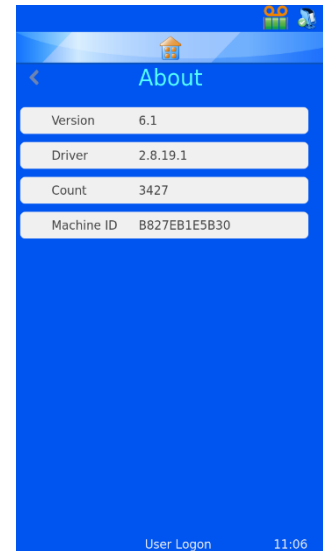 About
Version 6.1
Driver 2.8.19.1
Count 3427
Machine ID B827EB1E5B30
User Logon 11:06